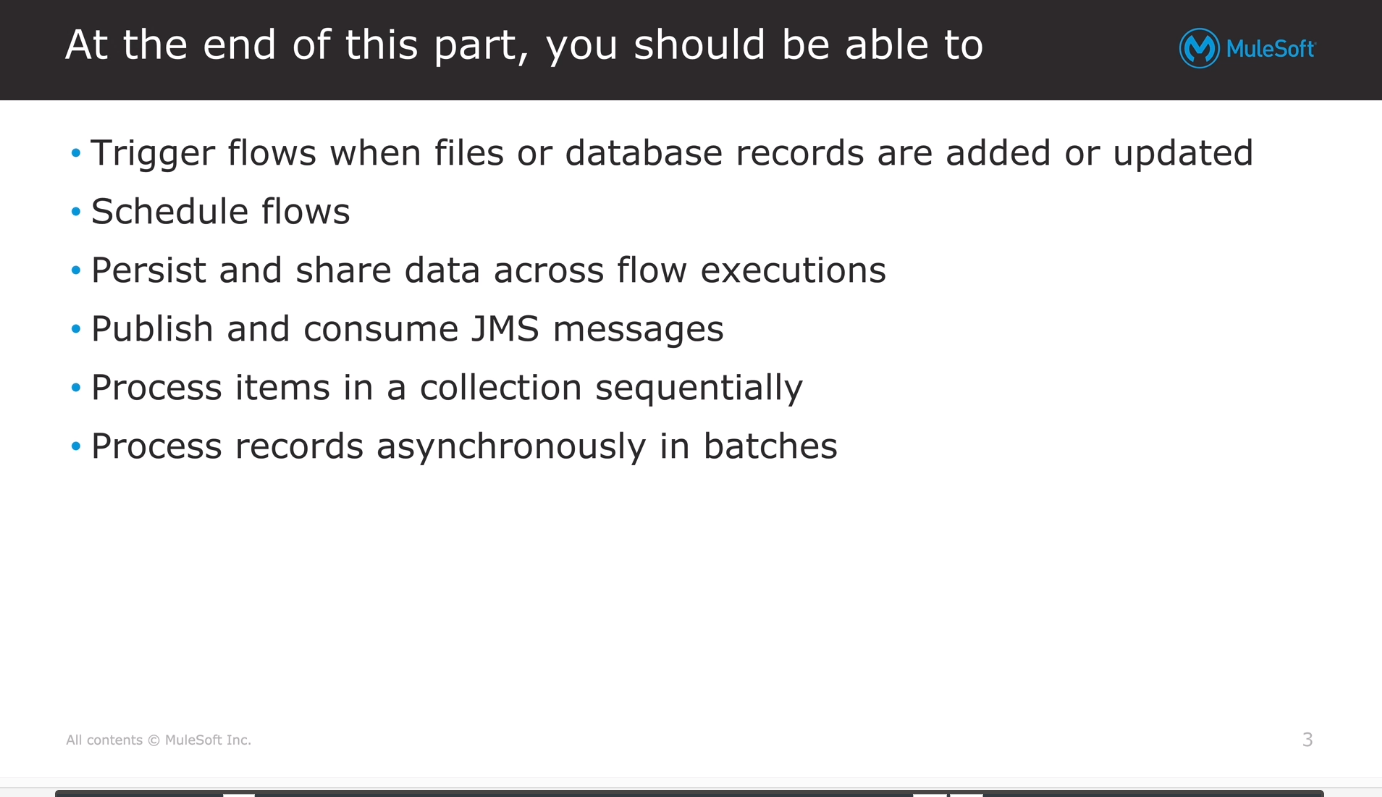 At the end of this part, you should be able to
MuleSoft
• Trigger flows when files or database records are added or updated
• Schedule flows
• Persist and share data across flow executions
• Publish and consume JMS messages
• Process items in a collection sequentially
• Process records asynchronously in batches
All contents © MuleSoft Inc.
3